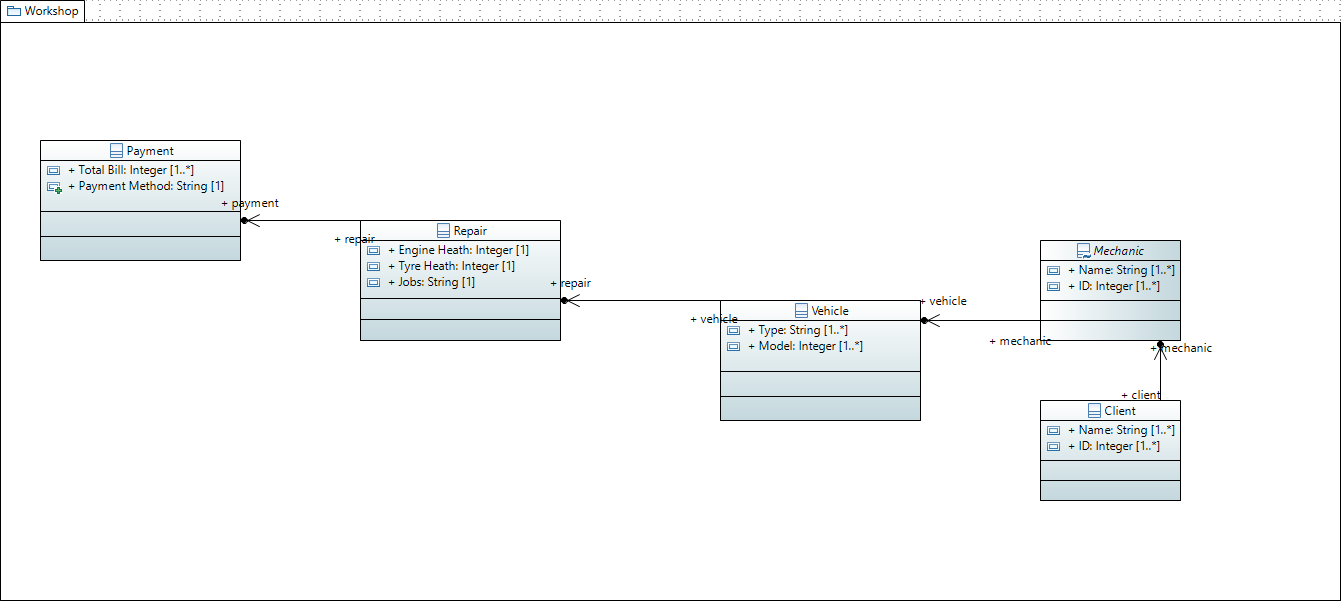 Workshop
Payment
+ Total Bill: Integer [1..*]
+ Payment Method: String [1]
+ payment
+ repair
Repair
+ Engine Heath: Integer [1]
+ Tyre Heath: Integer [1]
+ Jobs: String [1]
+ repair
+ vehicle
Vehicle
+ Type: String [1..*]
+ Model: Integer [1..*]
+ vehicle
+ mechanic
Mechanic
+ Name: String [1..*]
+ ID: Integer [1..*]
+ mechanic
+ client
Client
+ Name: String [1..*]
+ ID: Integer [1..*]